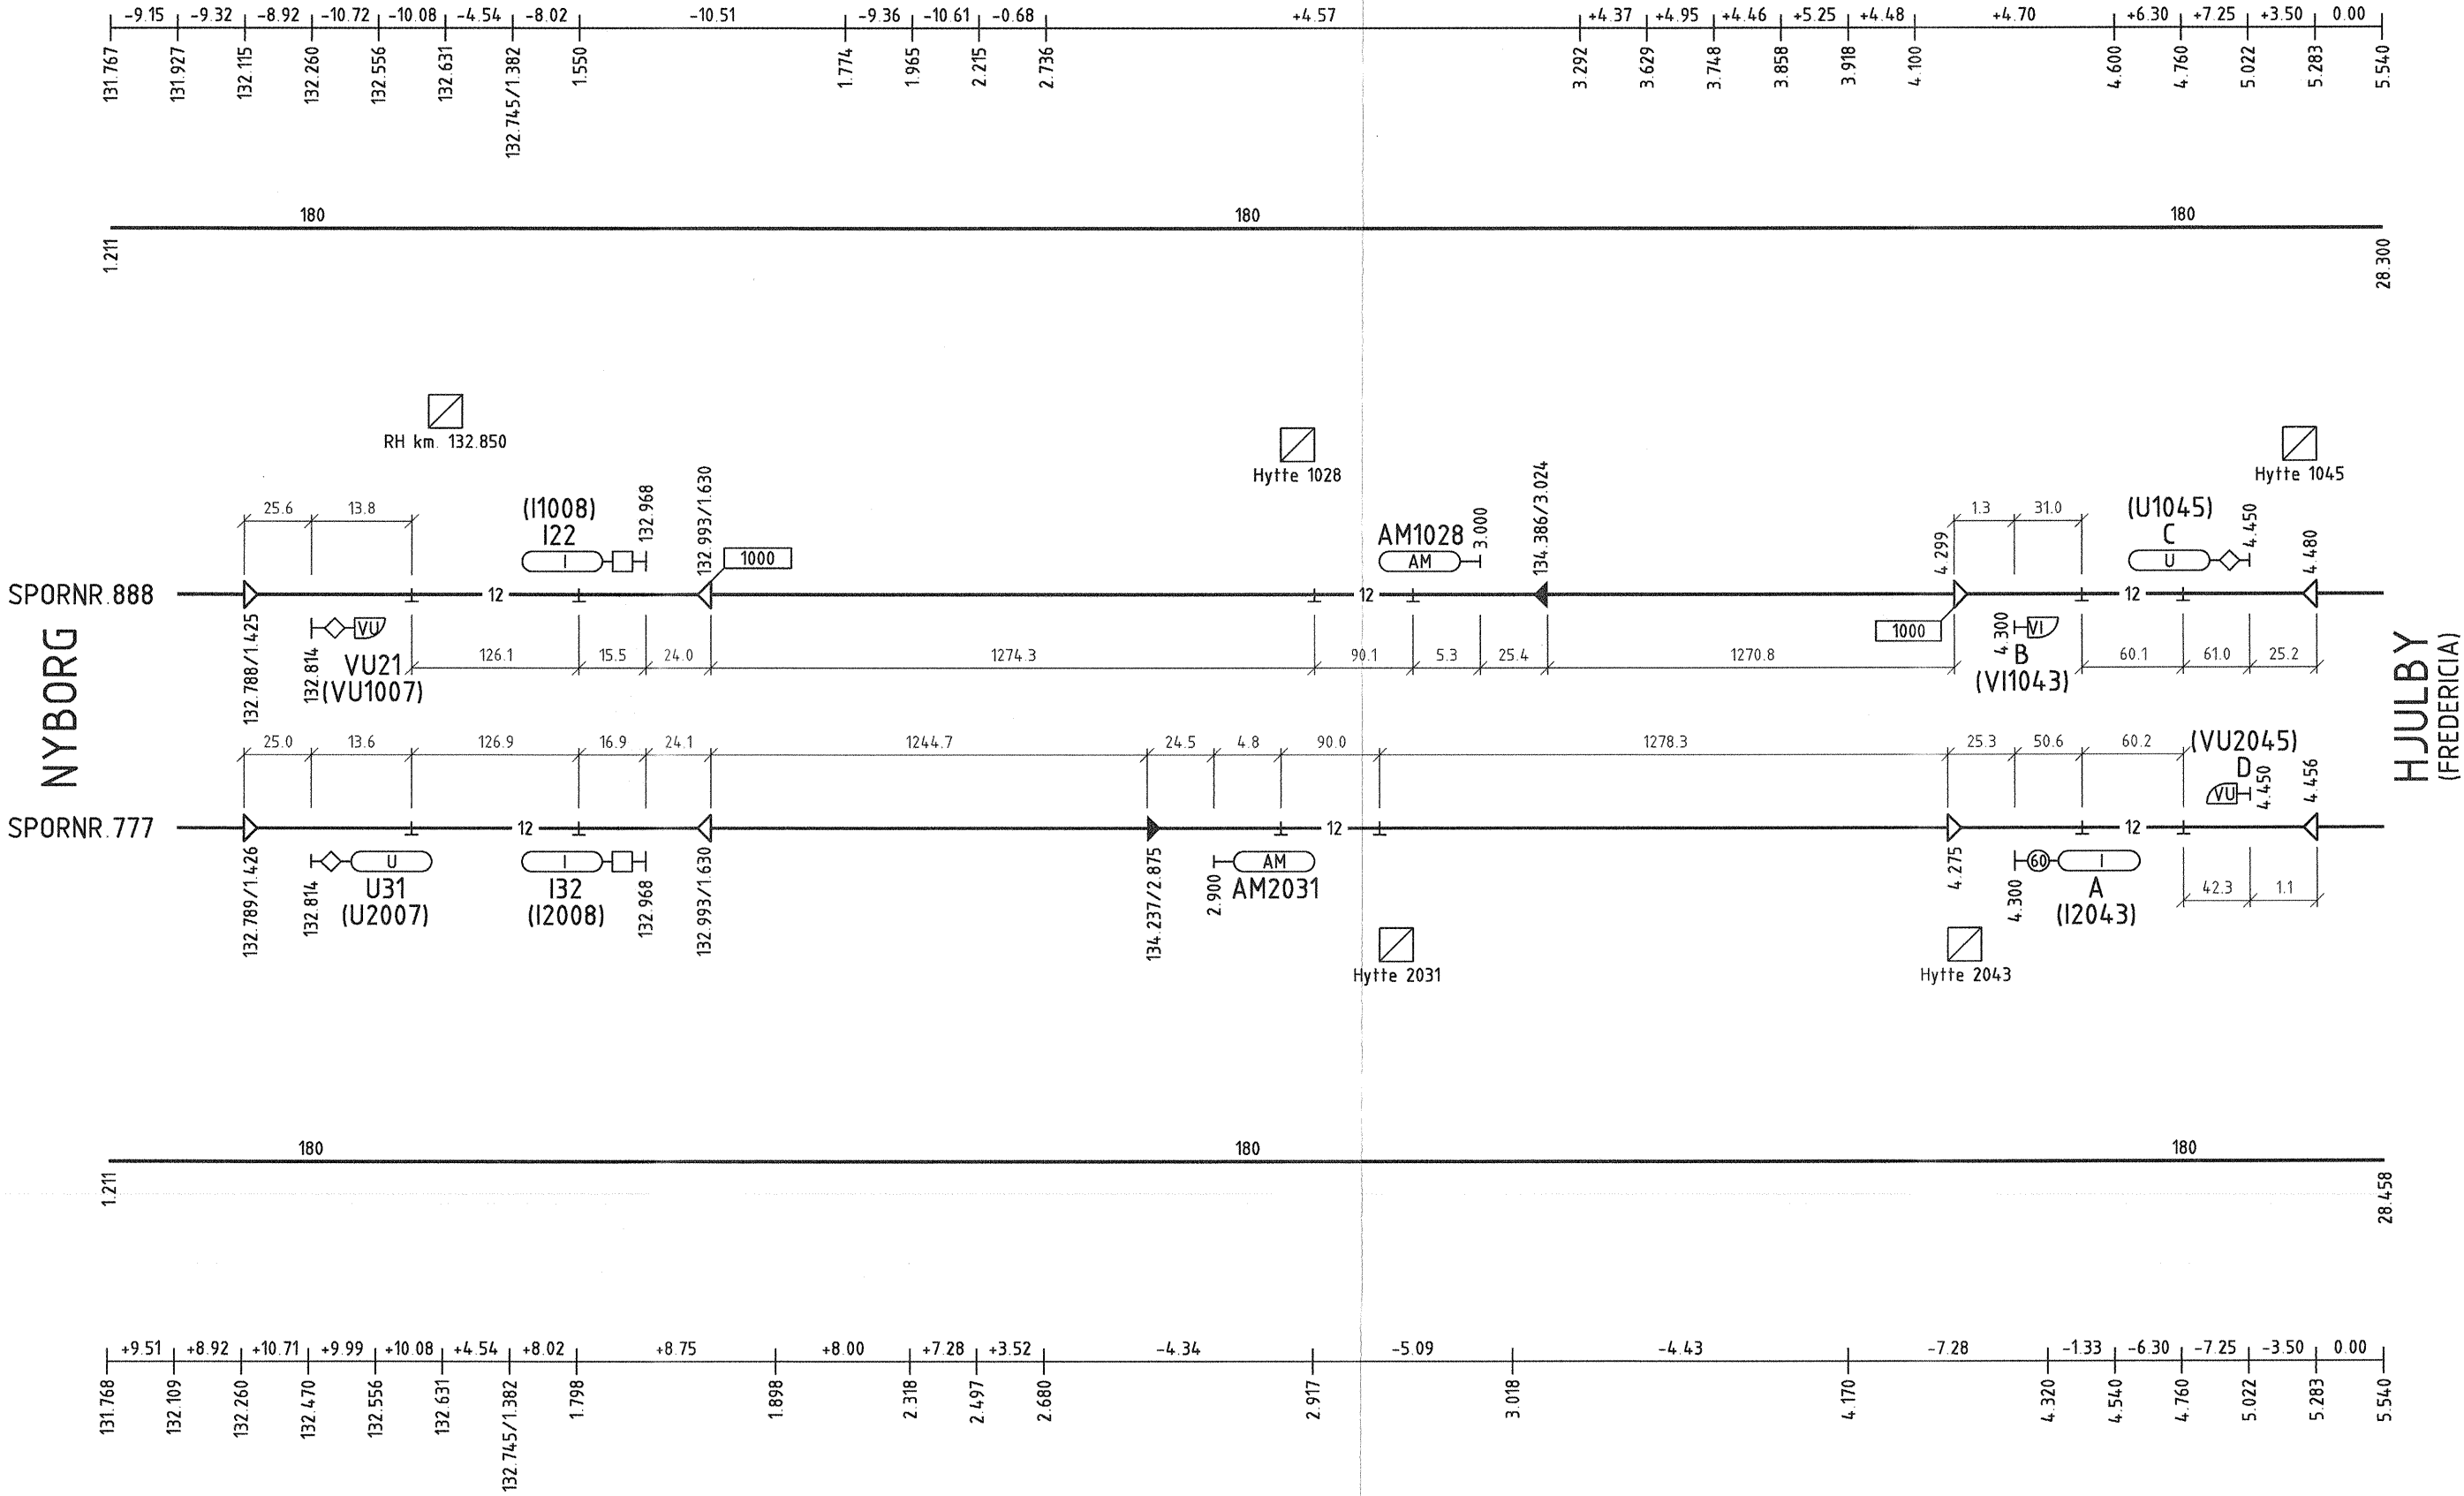 -9.15 -9.32 -8.92 -10.72 -10.08 -4.54 -8.02 -10.51 -9.36 -10.61 -0.68 +4.57 +4.37 +4.95 +4.46 +5.25 +4.48 +4.70 +6.30 +7.25 +3.50 0.00
131.767 131.927 132.115 132.260 132.556 132.631 132.745/1.382 1.550 1.774 1.965 2.215 2.736 3.292 3.629 3.748 3.858 3.918 4.100 4.600 4.760 5.022 5.283 5.540
180 180 180
1.211 28.300
RH km. 132.850
Hytte 1028
Hytte 1045
25.6 13.8
(I1008)
I22
I
132.968
132.993/1.630
1000
AM1028
AM
3.000
134.386/3.024
4.299
1.3 31.0
(U1045)
C
U
4.450
4.480
SPORNR.888
12 12 12
132.788/1.425
132.814
VU
VU21
(VU1007)
126.1 15.5 24.0 1274.3 90.1 5.3 25.4 1270.8
1000
4.300
VI
B
(VI1043)
60.1 61.0 25.2
NYBORG
HJULBY
(FREDERICIA)
25.0 13.6 126.9 16.9 24.1 1244.7 24.5 4.8 90.0 1278.3 25.3 50.6 60.2
(VU2045)
D
VU
4.450
4.456
SPORNR.777
12 12 12
132.789/1.426
132.814
U
U31
(U2007)
I
I32
(I2008)
132.968
132.993/1.630
134.237/2.875
2.900
AM
AM2031
4.275
4.300
60
I
A
(I2043)
42.3 1.1
Hytte 2031
Hytte 2043
180 180 180
1.211 28.458
+9.51 +8.92 +10.71 +9.99 +10.08 +4.54 +8.02 +8.75 +8.00 +7.28 +3.52 -4.34 -5.09 -4.43 -7.28 -1.33 -6.30 -7.25 -3.50 0.00
131.768 132.109 132.260 132.470 132.556 132.631 132.745/1.382 1.798 1.898 2.318 2.497 2.680 2.917 3.018 4.170 4.320 4.540 4.760 5.022 5.283 5.540